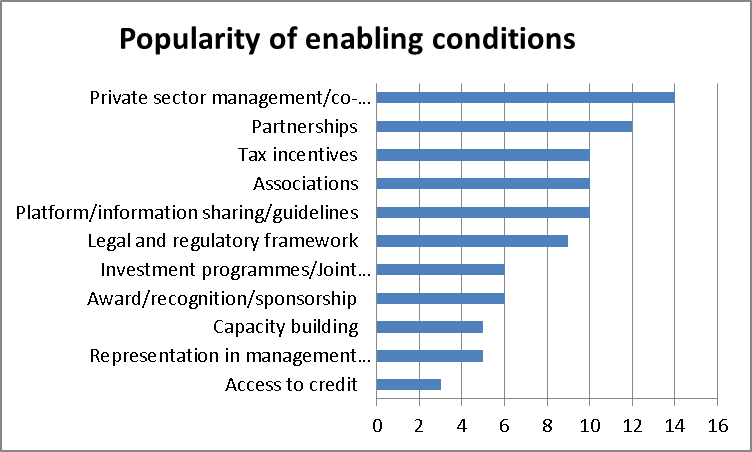 Popularity of enabling conditions
Private sector management/co-...
Partnerships
Tax incentives
Associations
Platform/information sharing/guidelines
Legal and regulatory framework
Investment programmes/Joint...
Award/recognition/sponsorship
Capacity building
Representation in management...
Access to credit
0 2 4 6 8 10 12 14 16